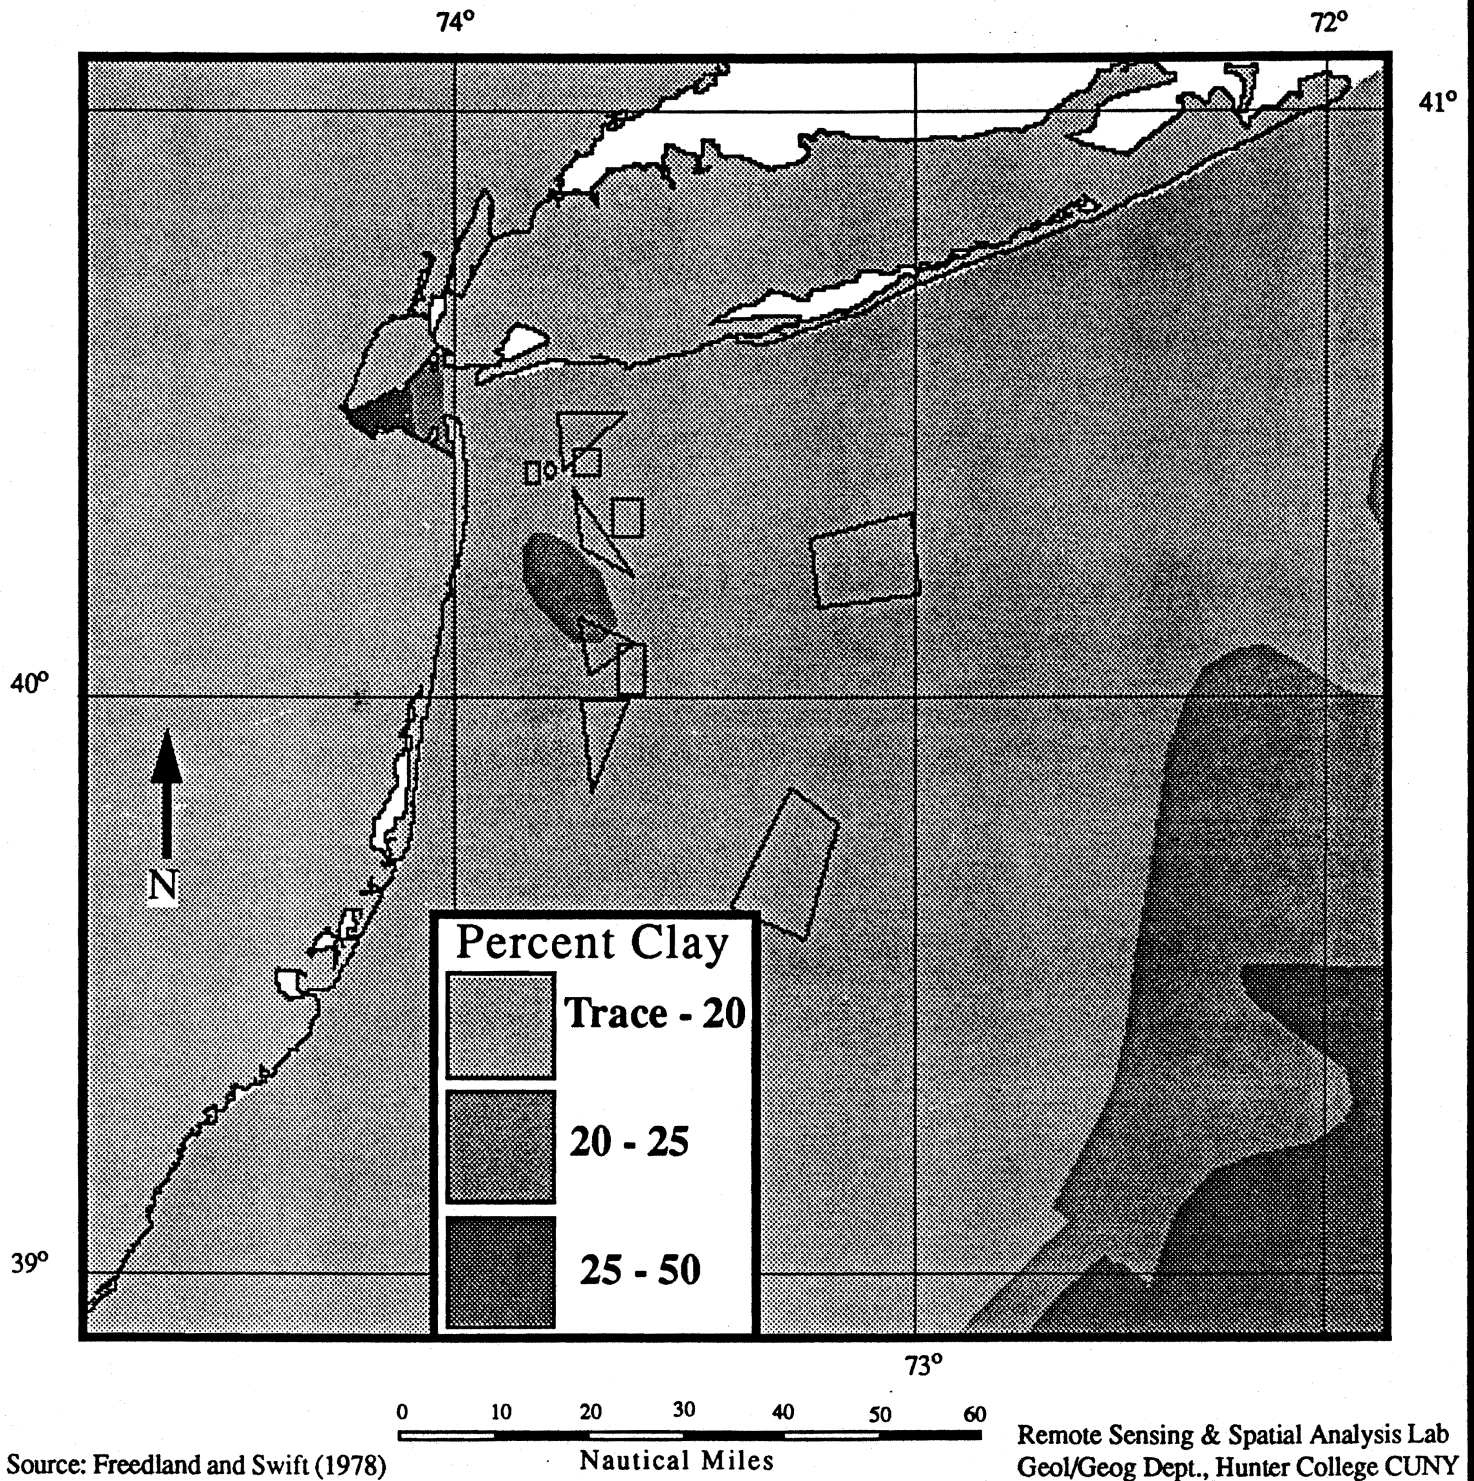 74° 72°
41°
40°
N
Percent Clay
Trace - 20
20 - 25
25 - 50
39°
73°
0 10 20 30 40 50 60
Nautical Miles
Source: Freedland and Swift (1978)
Remote Sensing & Spatial Analysis Lab
Geol/Geog Dept., Hunter College CUNY